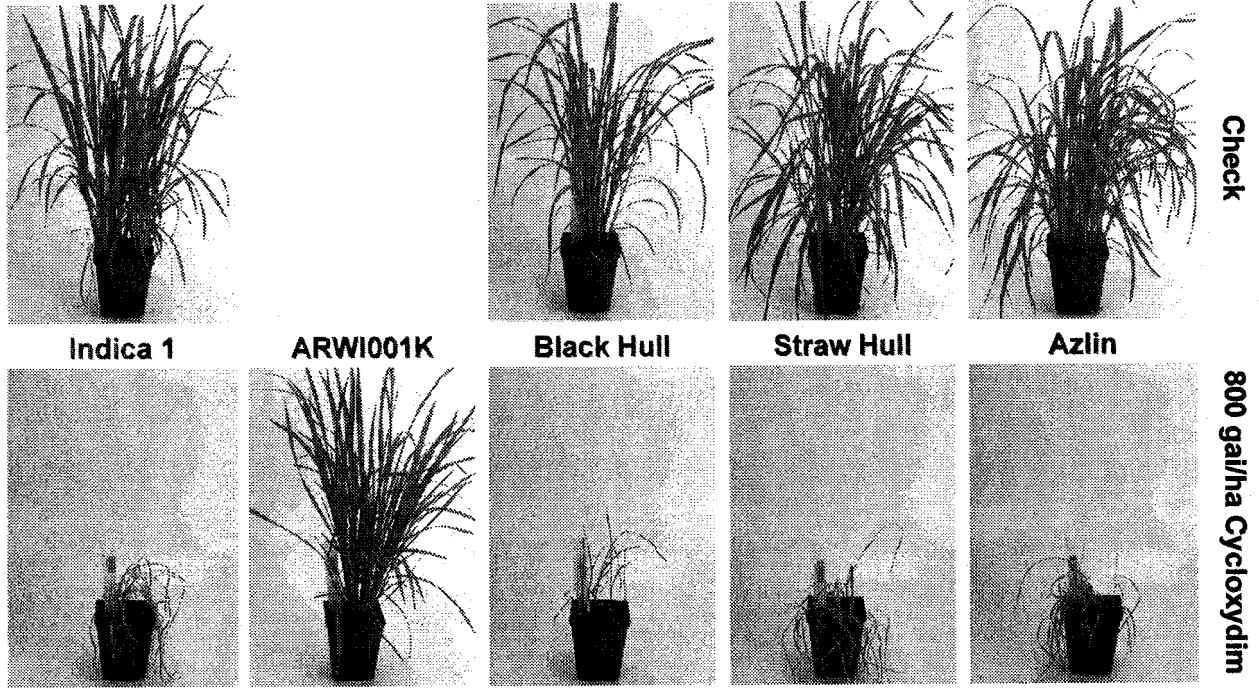 Check
Indica 1
ARWI001K
Black Hull
Straw Hull
Azlin
800 gai/ha Cycloxydim